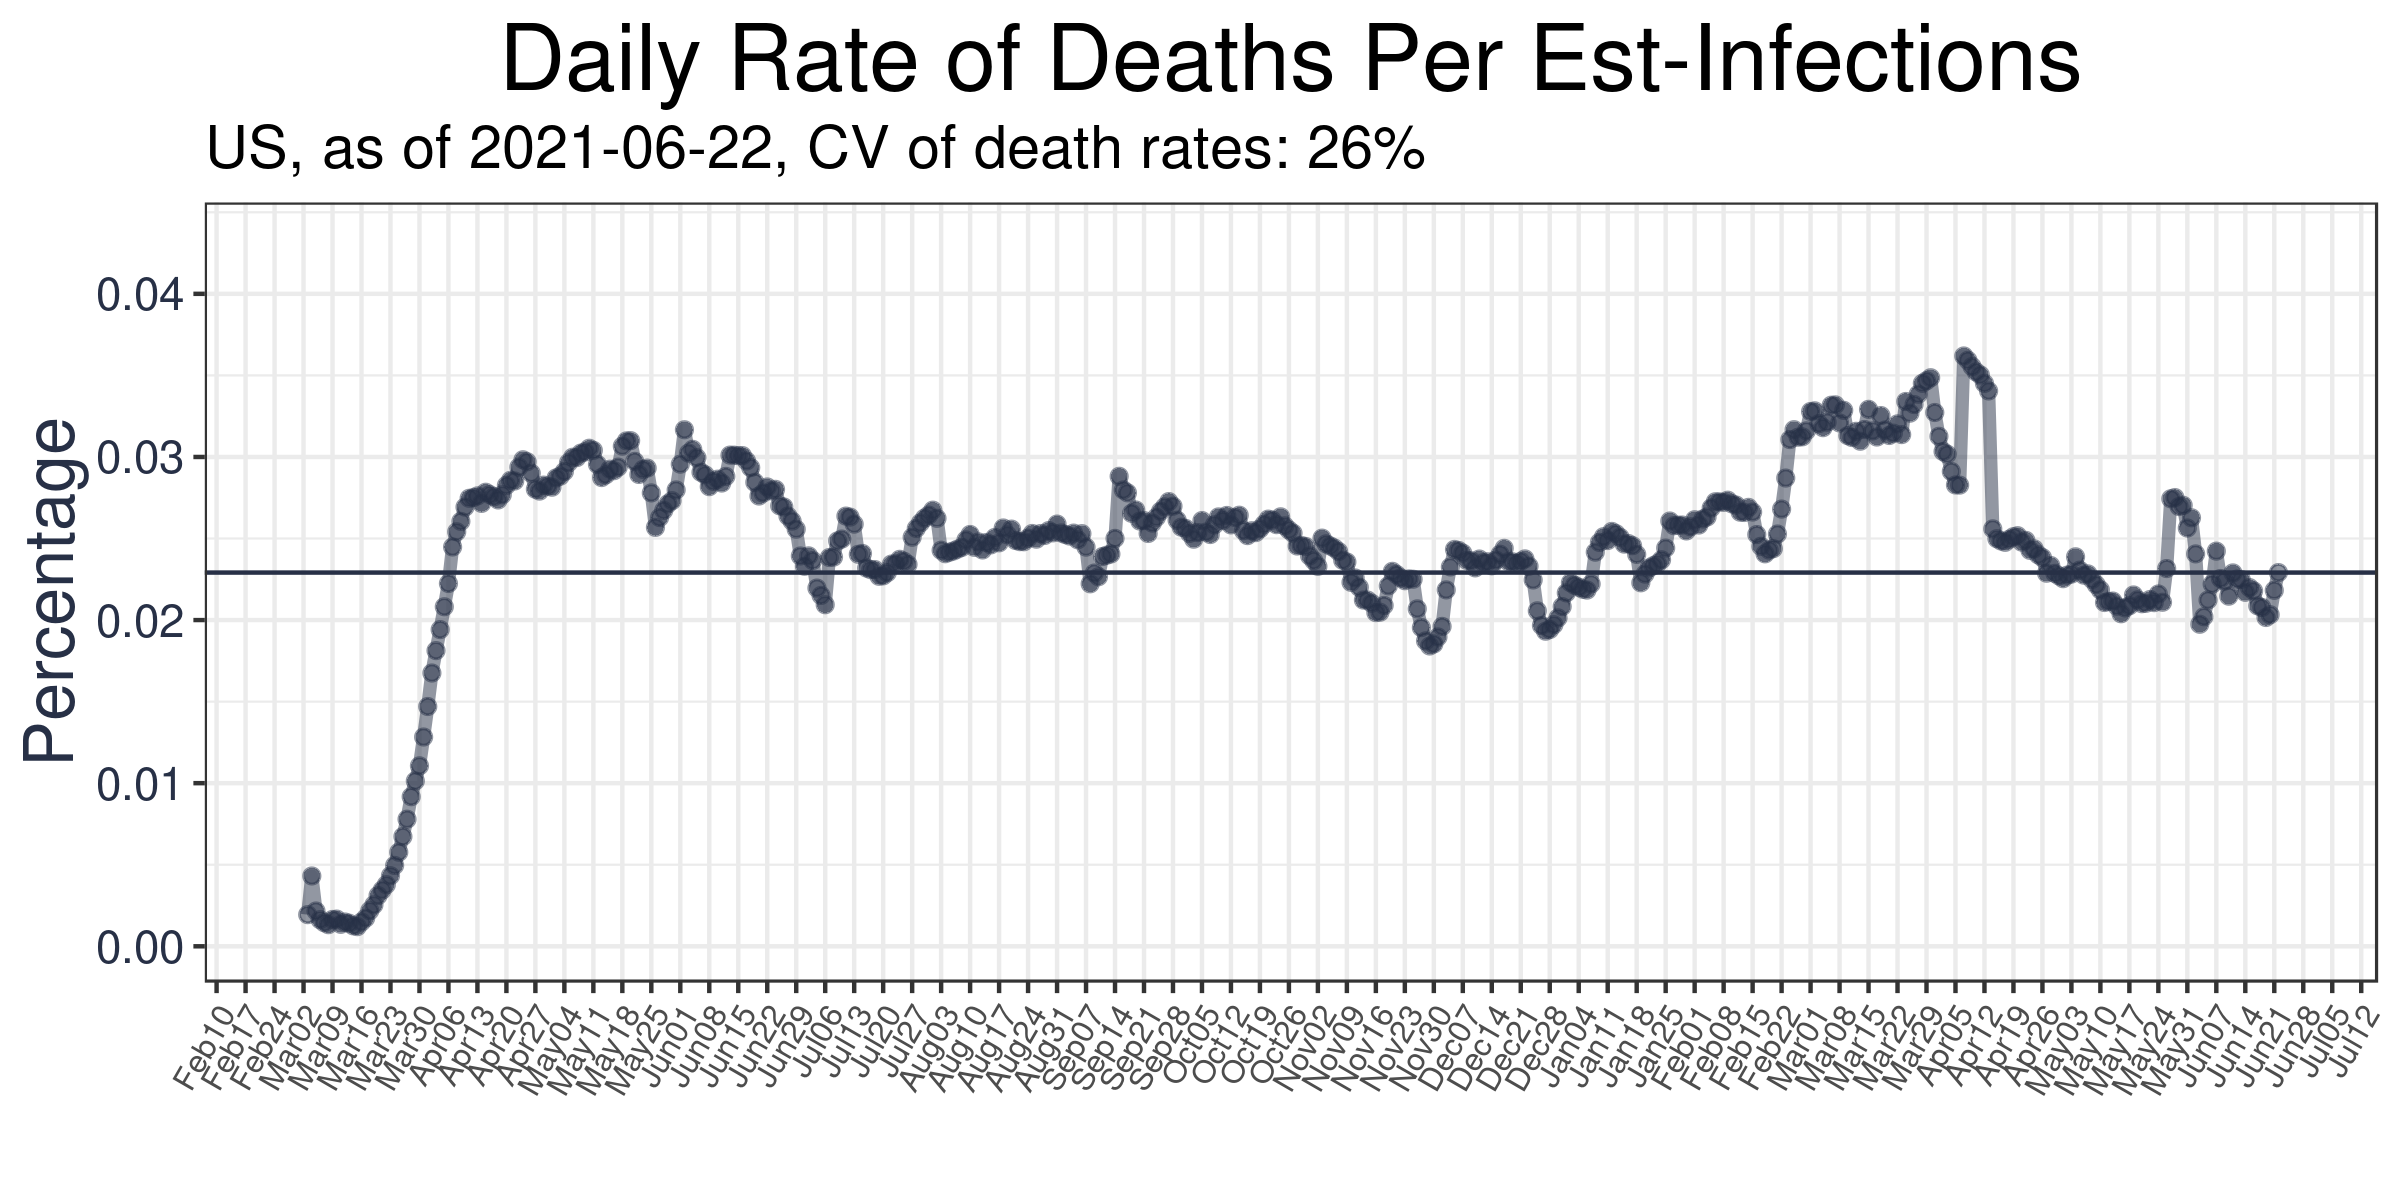 Daily Rate of Deaths Per Est-Infections
US, as of 2021-06-22, CV of death rates: 26%
Percentage
0.04
0.03
0.02
0.01
0.00
Feb10
Feb17
Feb24
Mar02
Mar09
Mar16
Mar23
Mar30
Apr06
Apr13
Apr20
Apr27
May04
May11
May18
May25
Jun01
Jun08
Jun15
Jun22
Jun29
Jul06
Jul13
Jul20
Jul27
Aug03
Aug10
Aug17
Aug24
Aug31
Sep07
Sep14
Sep21
Sep28
Oct05
Oct12
Oct19
Oct26
Nov02
Nov09
Nov16
Nov23
Nov30
Dec07
Dec14
Dec21
Dec28
Jan04
Jan11
Jan18
Jan25
Feb01
Feb08
Feb15
Feb22
Mar01
Mar08
Mar15
Mar22
Mar29
Apr05
Apr12
Apr19
Apr26
May03
May10
May17
May24
May31
Jun07
Jun14
Jun21
Jun28
Jul05
Jul12